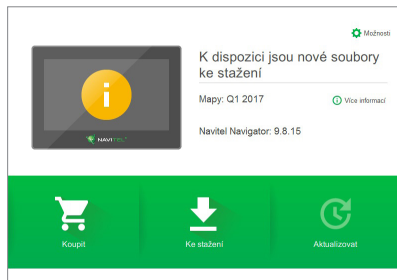 Možnosti
K dispozici jsou nové soubory
ke stažení
Mapy: Q1 2017
Více informací
Navitel Navigator: 9.8.15
NAVITEL
Koupit
Ke stažení
Aktualizovat